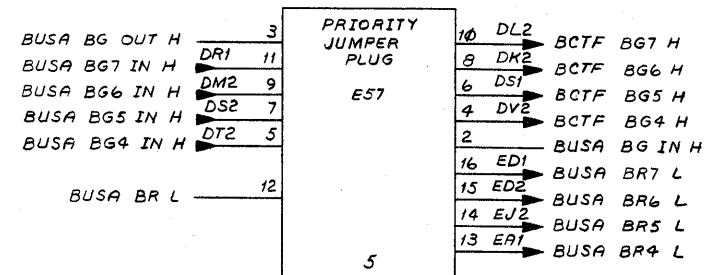 PRIORITY
JUMPER
PLUG
E57
5
BUSA BG OUT H 3
BUSA BG7 IN H DR1 11
BUSA BG6 IN H DM2 9
BUSA BG5 IN H DS2 7
BUSA BG4 IN H DT2 5
BUSA BR L 12
10 DL2 BCTF BG7 H
8 DK2 BCTF BG6 H
6 DS1 BCTF BG5 H
4 DV2 BCTF BG4 H
2 BUSA BG IN H
16 ED1 BUSA BR7 L
15 ED2 BUSA BR6 L
14 EJ2 BUSA BR5 L
13 EA1 BUSA BR4 L